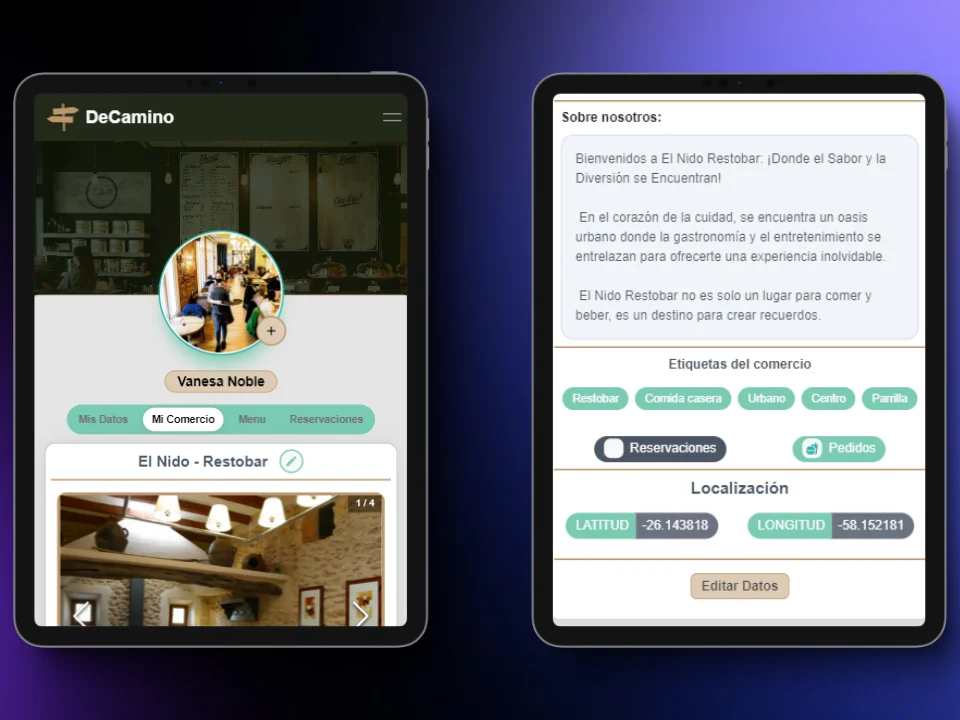 DeCamino
Vanesa Noble
Mis Datos Mi Comercio Menu Reservaciones
El Nido - Restobar
1 / 4
Sobre nosotros:
Bienvenidos a El Nido Restobar: ¡Donde el Sabor y la
Diversión se Encuentran!
En el corazón de la cuidad, se encuentra un oasis
urbano donde la gastronomía y el entretenimiento se
entrelazan para ofrecerte una experiencia inolvidable.
El Nido Restobar no es solo un lugar para comer y
beber, es un destino para crear recuerdos.
Etiquetas del comercio
Restobar Comida casera Urbano Centro Parrilla
Reservaciones Pedidos
Localización
LATITUD -26.143818 LONGITUD -58.152181
Editar Datos